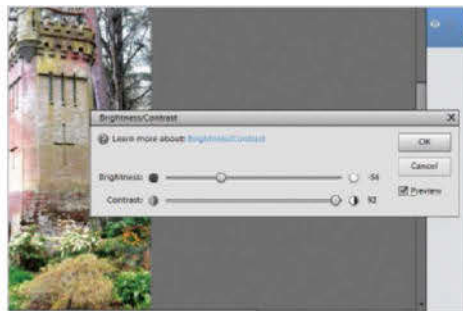 Brightness/Contrast
Learn more about: Brightness/Contrast
OK
Cancel
Brightness: -56
Preview
Contrast: 92